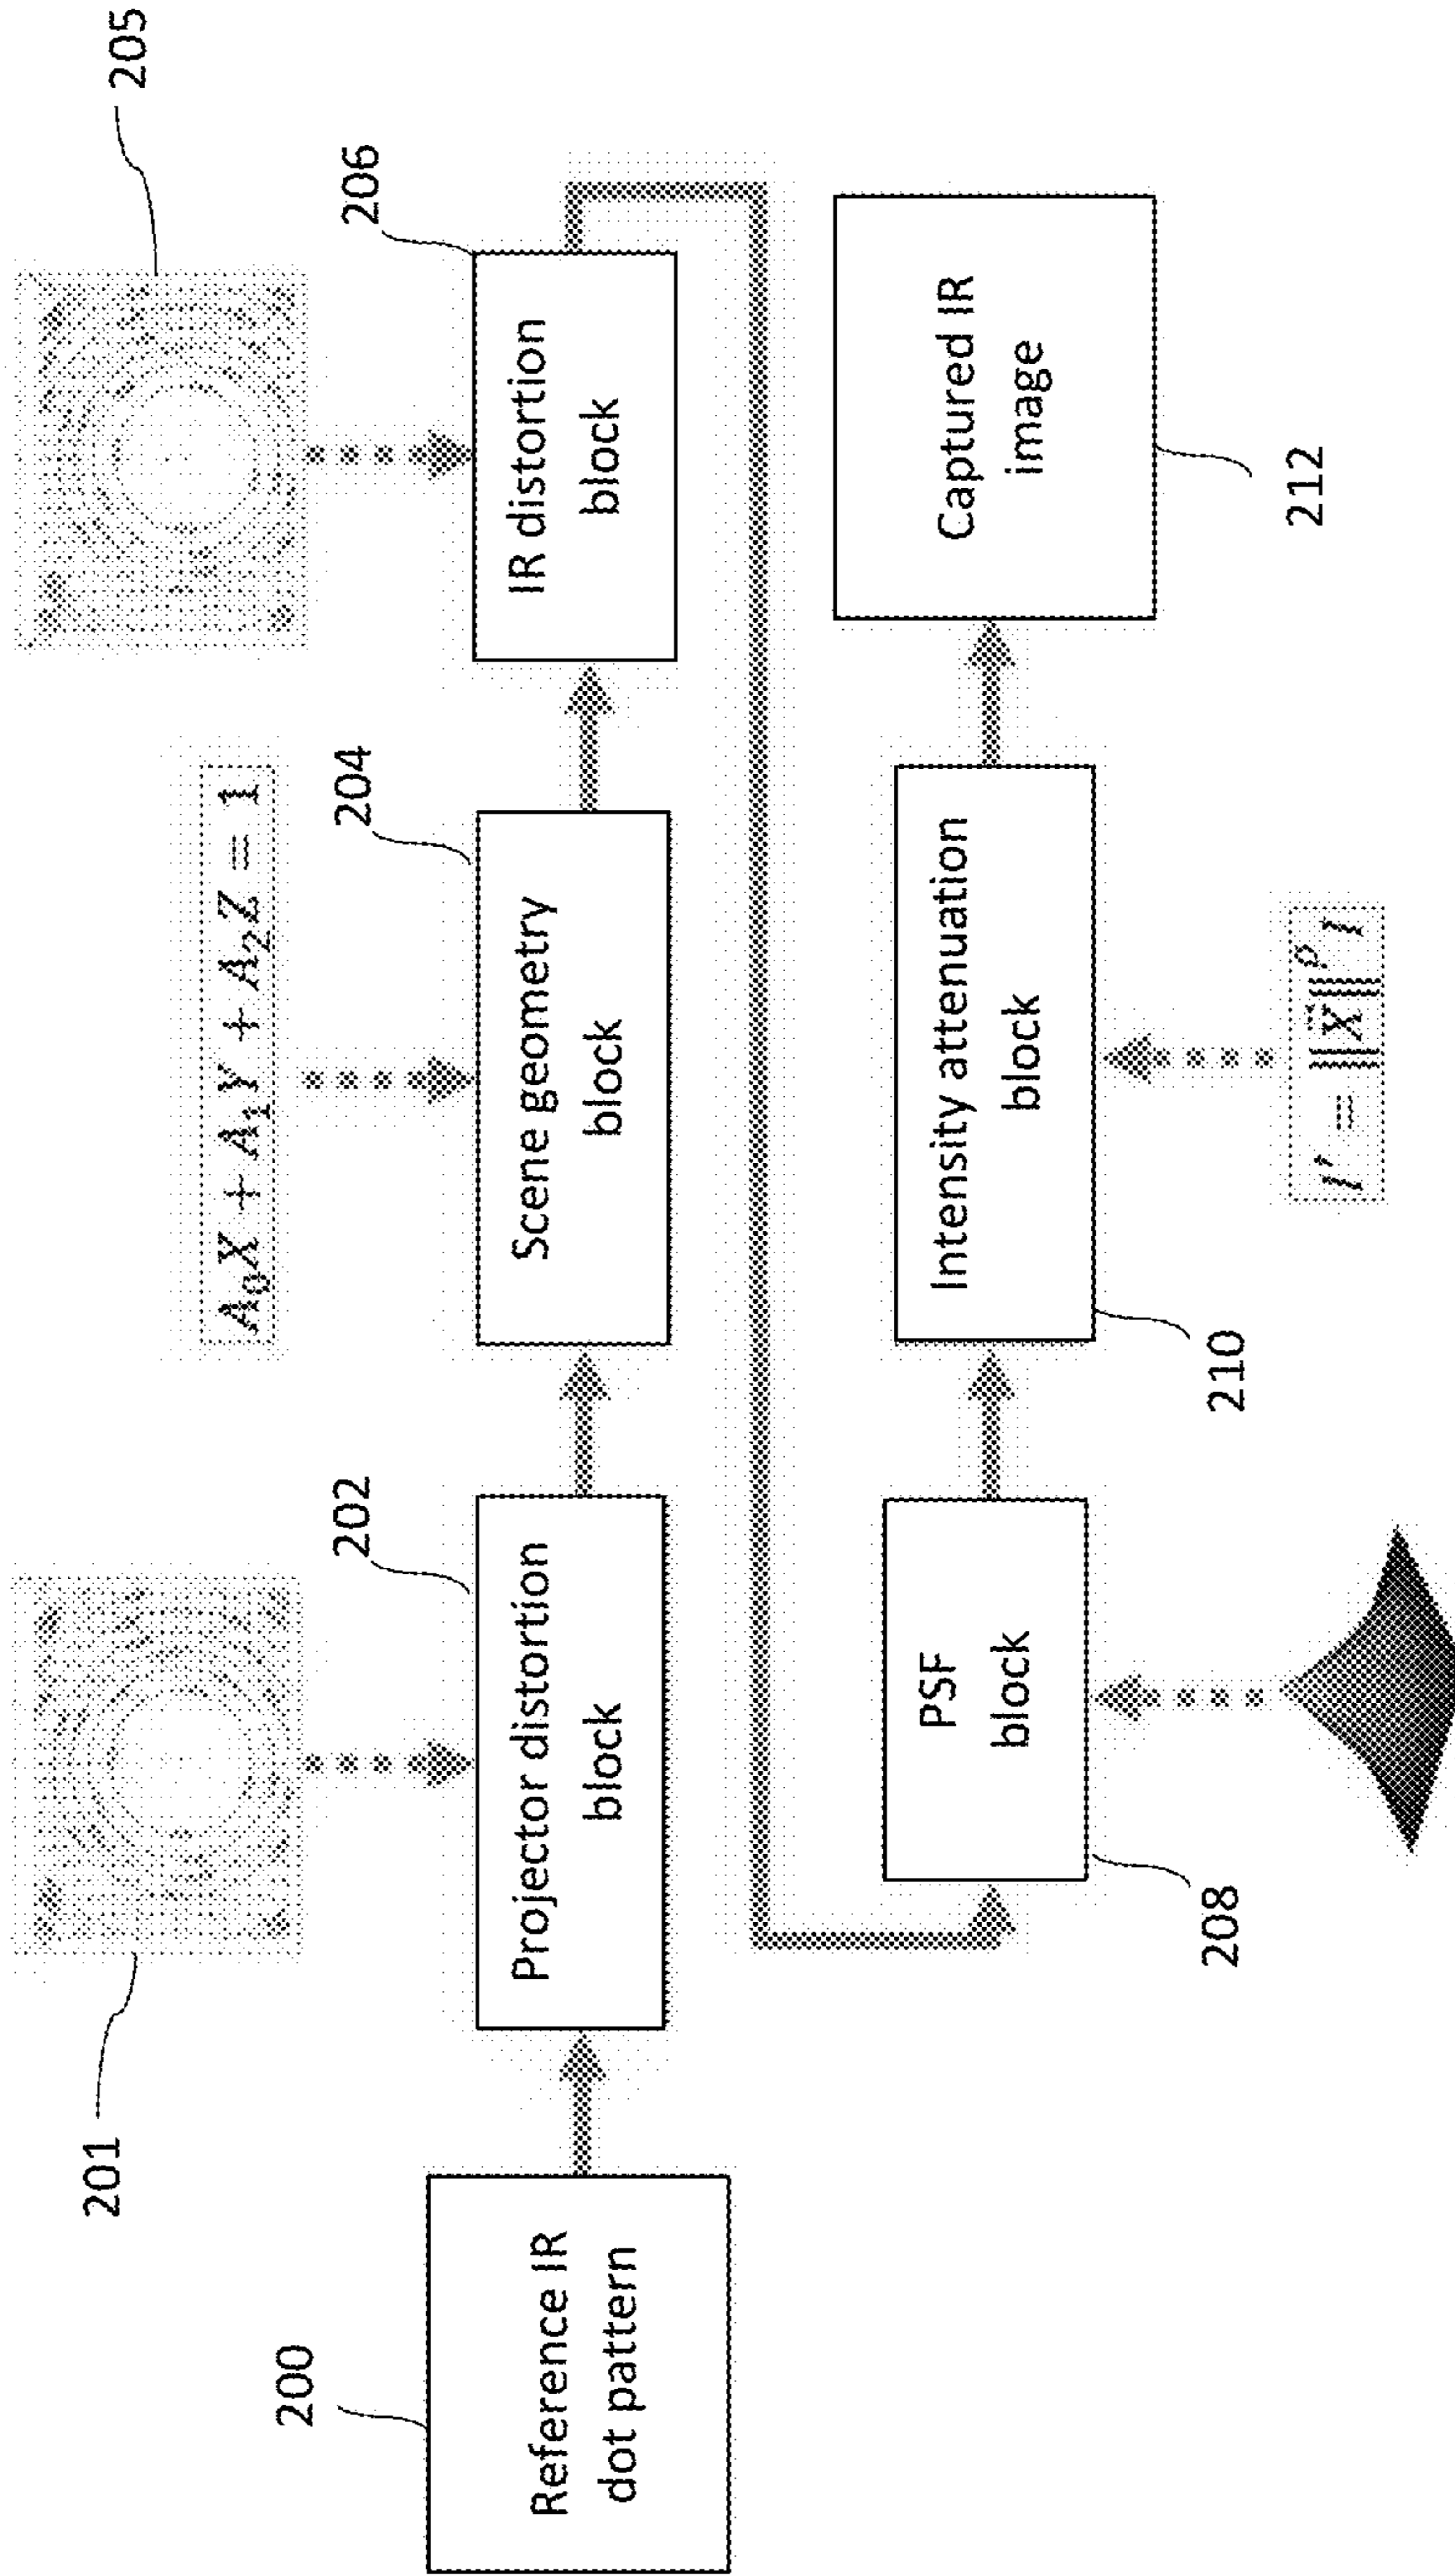 201
205
A₀X + A₁Y + A₂Z = 1
200
202
204
206
Reference IR
dot pattern
Projector distortion
block
Scene geometry
block
IR distortion
block
PSF
block
Intensity attenuation
block
Captured IR
image
208
210
212
I' = ‖X̄‖^ρ I